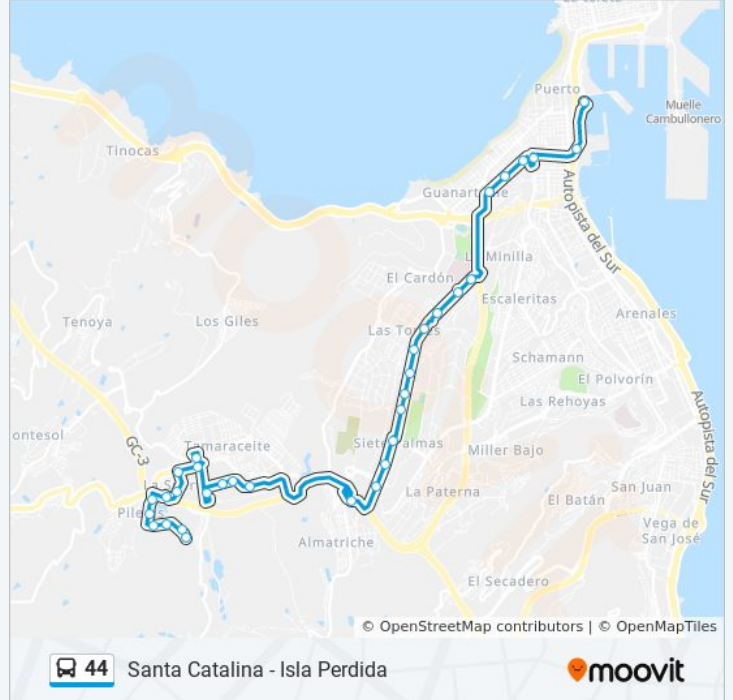 Puerto
Muelle
Cambullonero
Tinocas
Guanarteme
Autopista del Sur
La Minilla
El Cardón
Escaleritas
Tenoya
Los Giles
Las Torres
Arenales
Schamann
El Polvorín
Las Rehoyas
Autopista del Sur
ontesol
GC-3
Tamaraceite
Siete Palmas
Miller Bajo
San Juan
La Paterna
El Batán
Vega de
San José
Almatriche
El Secadero
© OpenStreetMap contributors | © OpenMapTiles
44 Santa Catalina - Isla Perdida
moovit